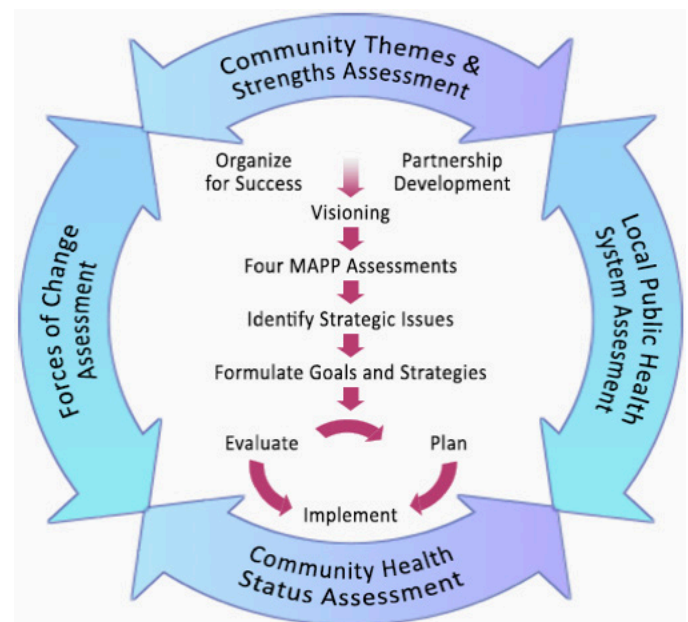 Community Themes &
Strengths Assessment
Organize
for Success
Partnership
Development
Visioning
Four MAPP Assessments
Identify Strategic Issues
Formulate Goals and Strategies
Evaluate
Plan
Implement
Forces of Change
Assessment
Local Public Health
System Assesment
Community Health
Status Assessment